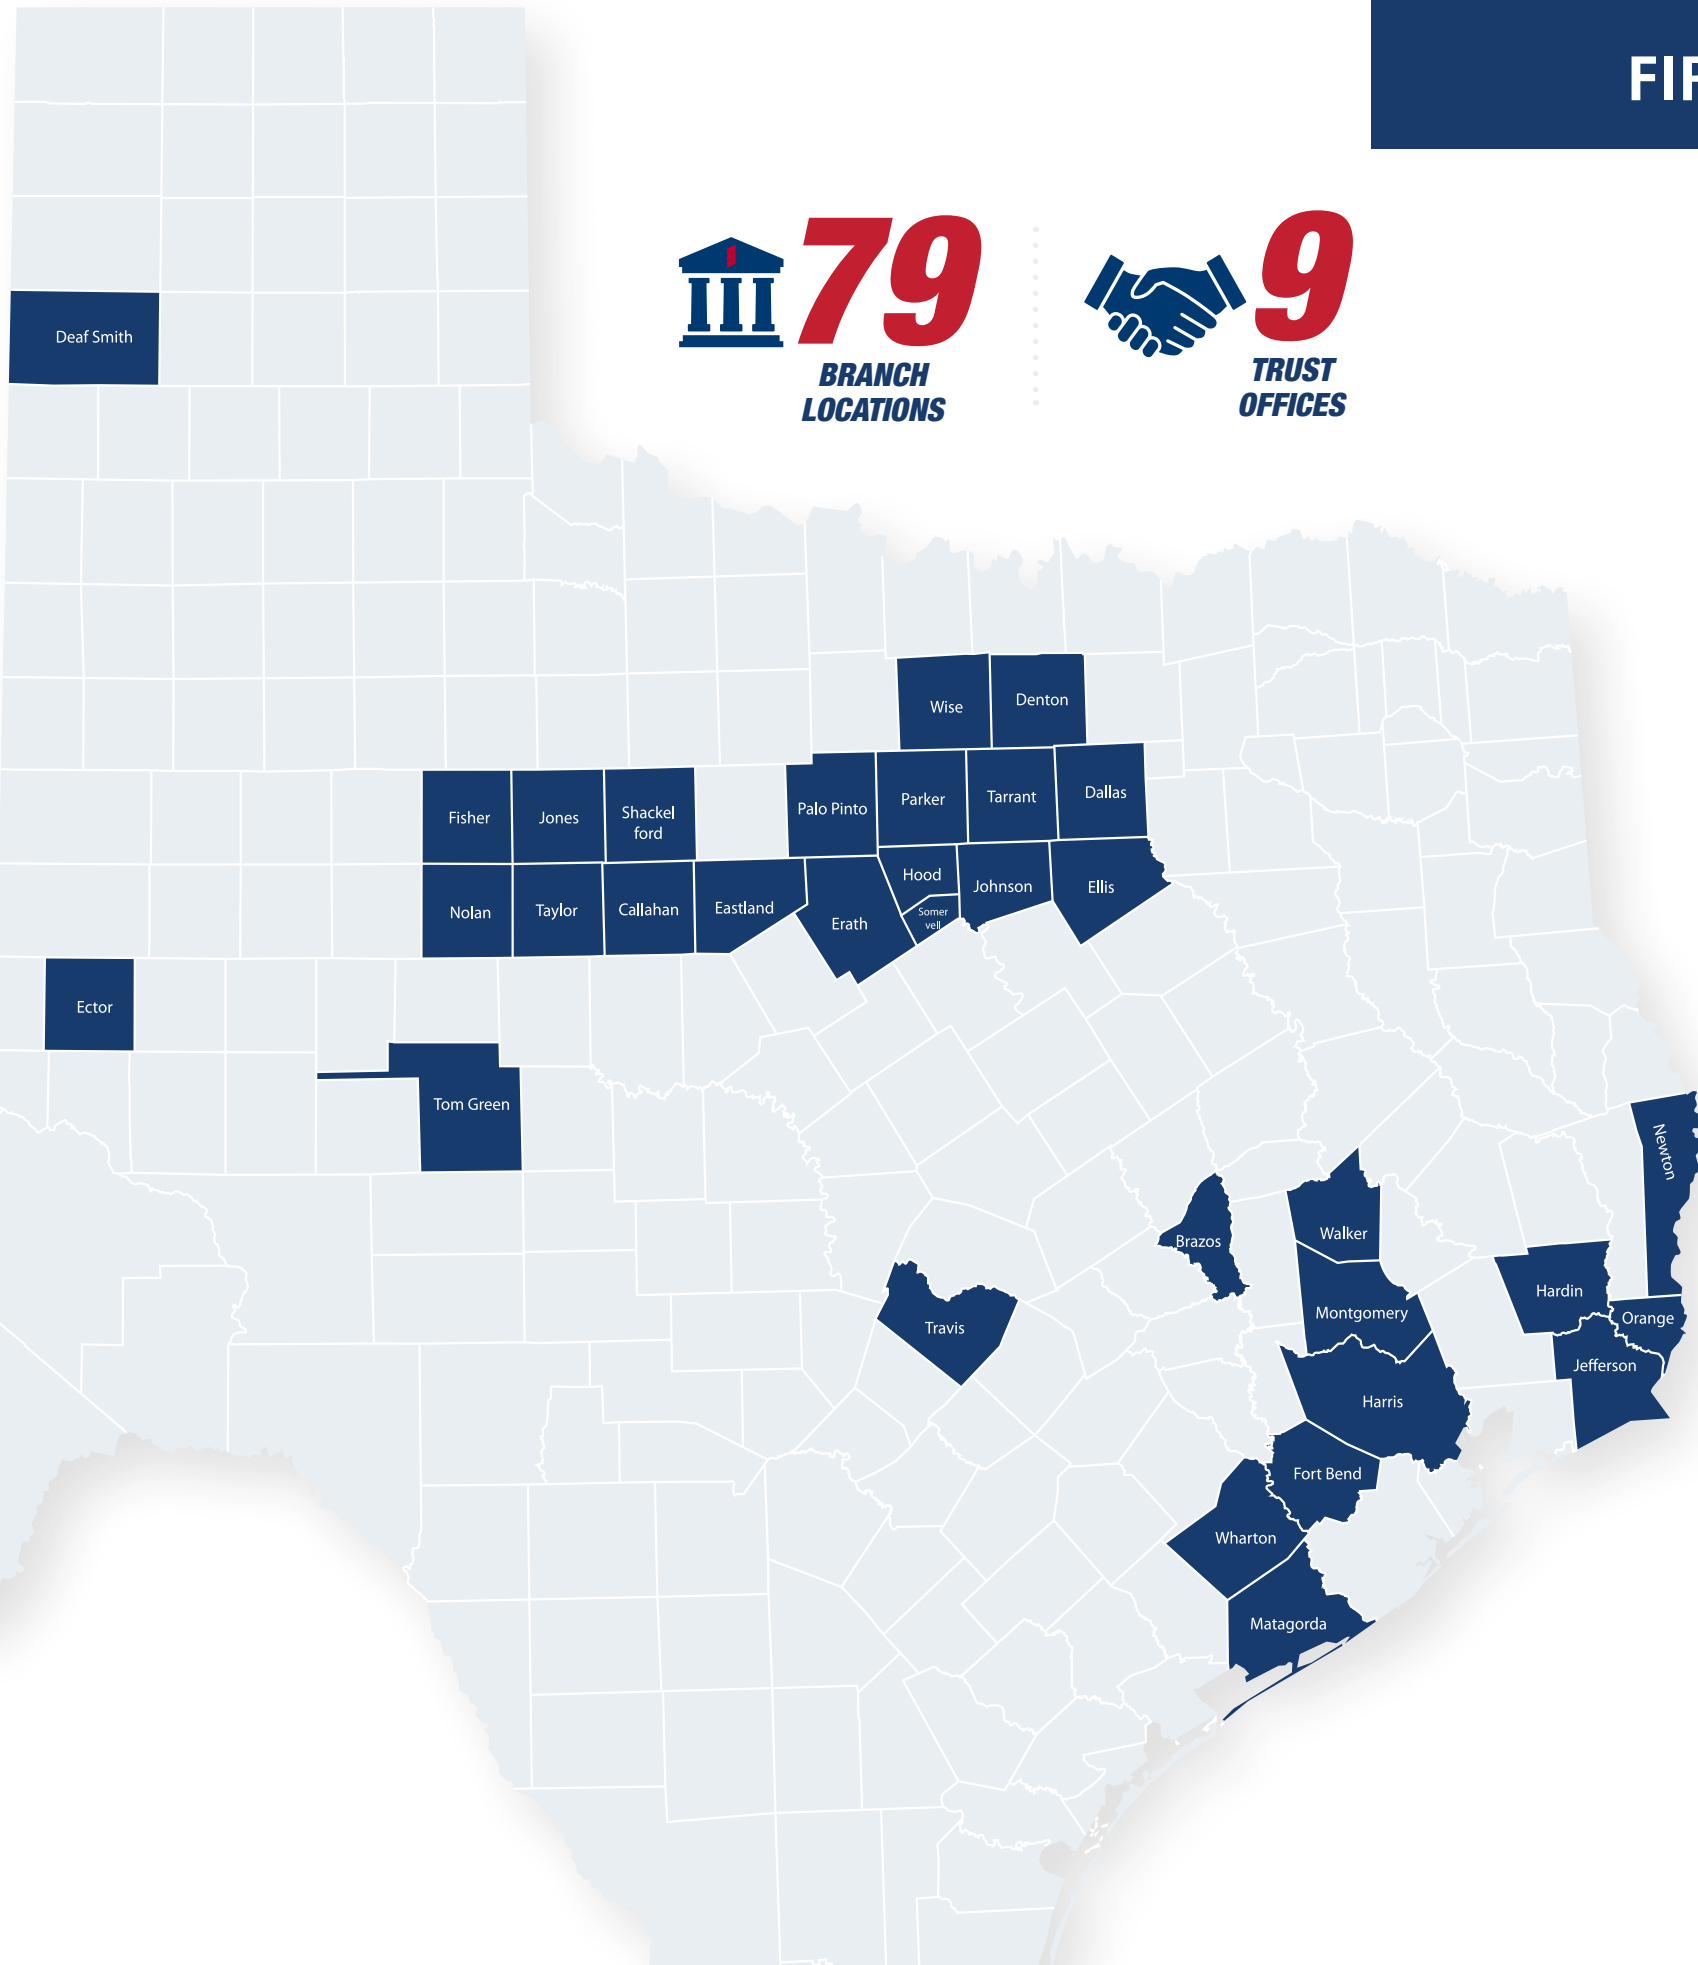 FIF
79
BRANCH
LOCATIONS
9
TRUST
OFFICES
Deaf Smith
Wise
Denton
Fisher
Jones
Shackel
ford
Palo Pinto
Parker
Tarrant
Dallas
Nolan
Taylor
Callahan
Eastland
Erath
Hood
Somer
vell
Johnson
Ellis
Ector
Tom Green
Newton
Brazos
Walker
Travis
Montgomery
Hardin
Orange
Jefferson
Harris
Fort Bend
Wharton
Matagorda